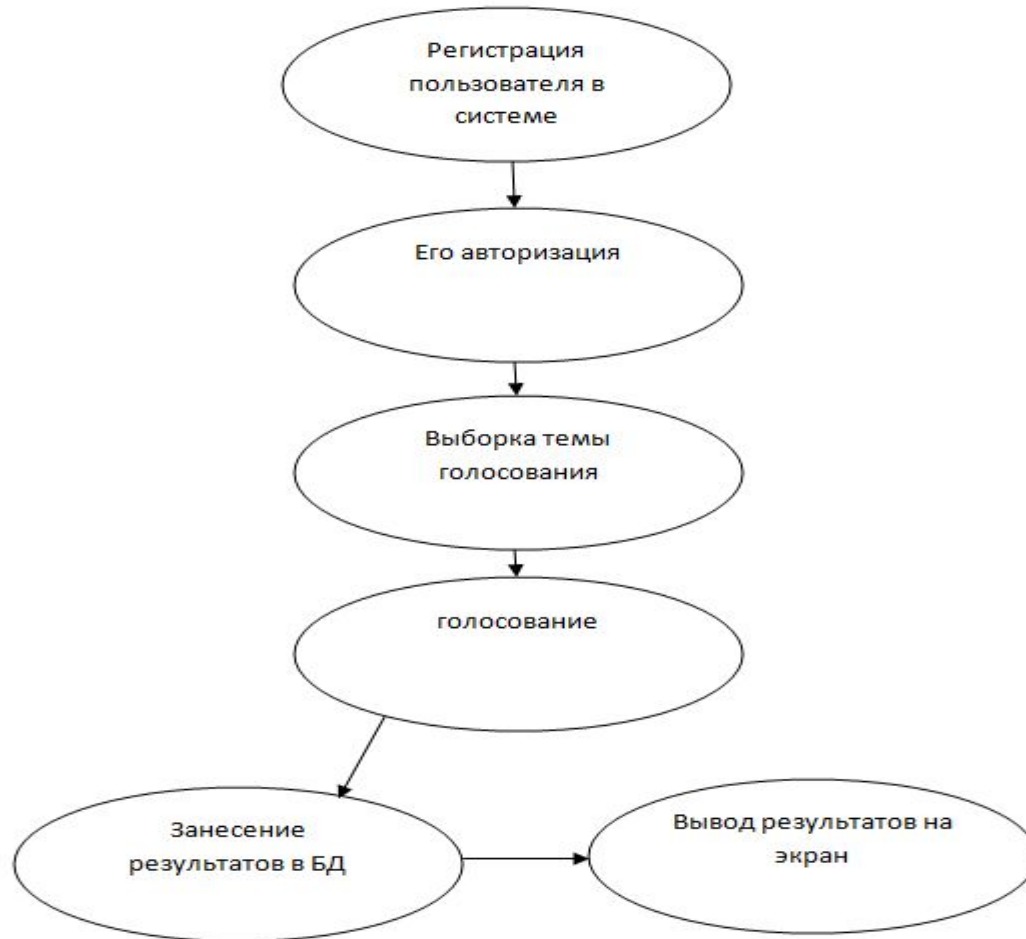 Регистрация
пользователя в
системе
Его авторизация
Выборка темы
голосования
голосование
Занесение
результатов в БД
Вывод результатов на
экран